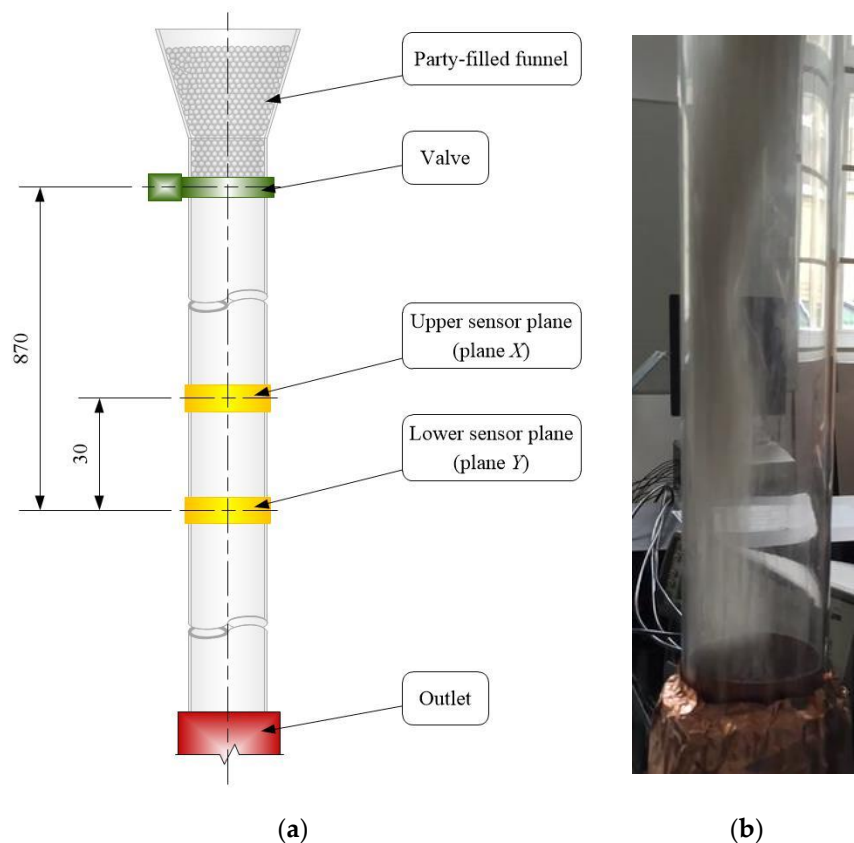 Party-filled funnel
Valve
870
Upper sensor plane
(plane X)
30
Lower sensor plane
(plane Y)
Outlet
(a)
(b)